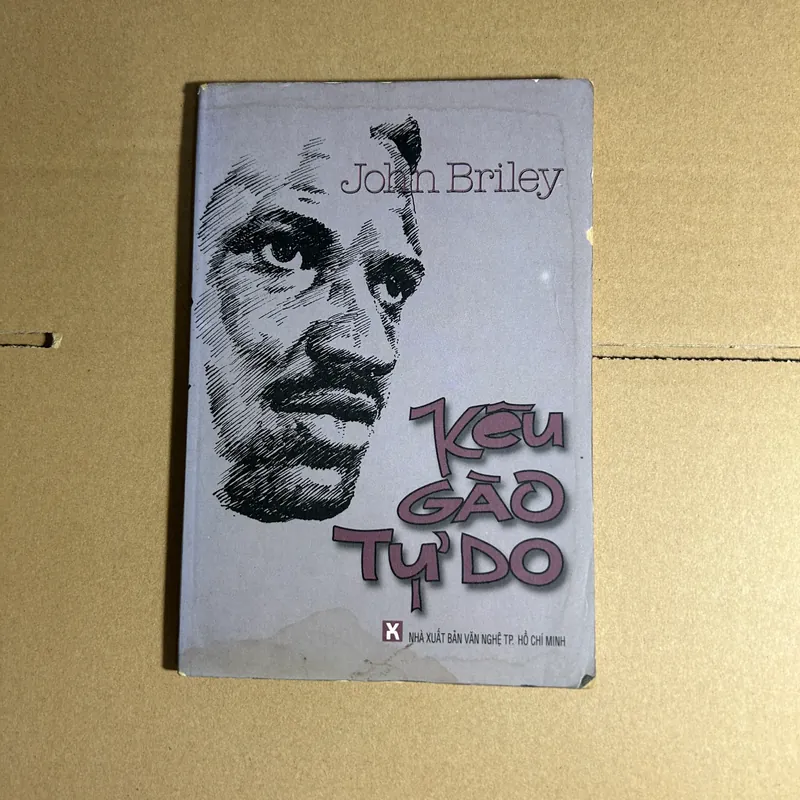 John Briley
Kêu
GÀO
TỰ DO
X
NHÀ XUẤT BẢN VĂN NGHỆ TP. HỒ CHÍ MINH